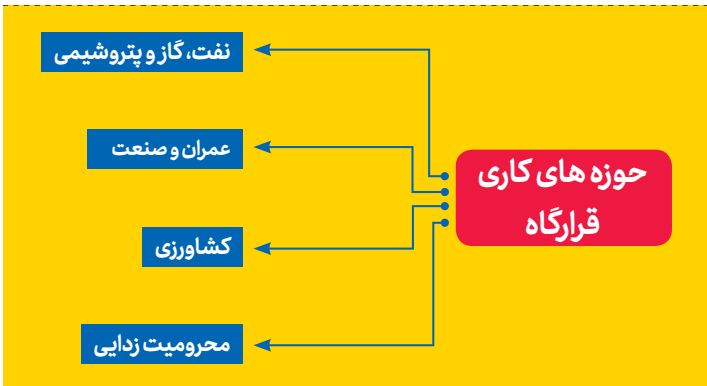 حوزه های کاری
قرارگاه
نفت، گاز و پتروشیمی
عمران و صنعت
کشاورزی
محرومیت زدایی